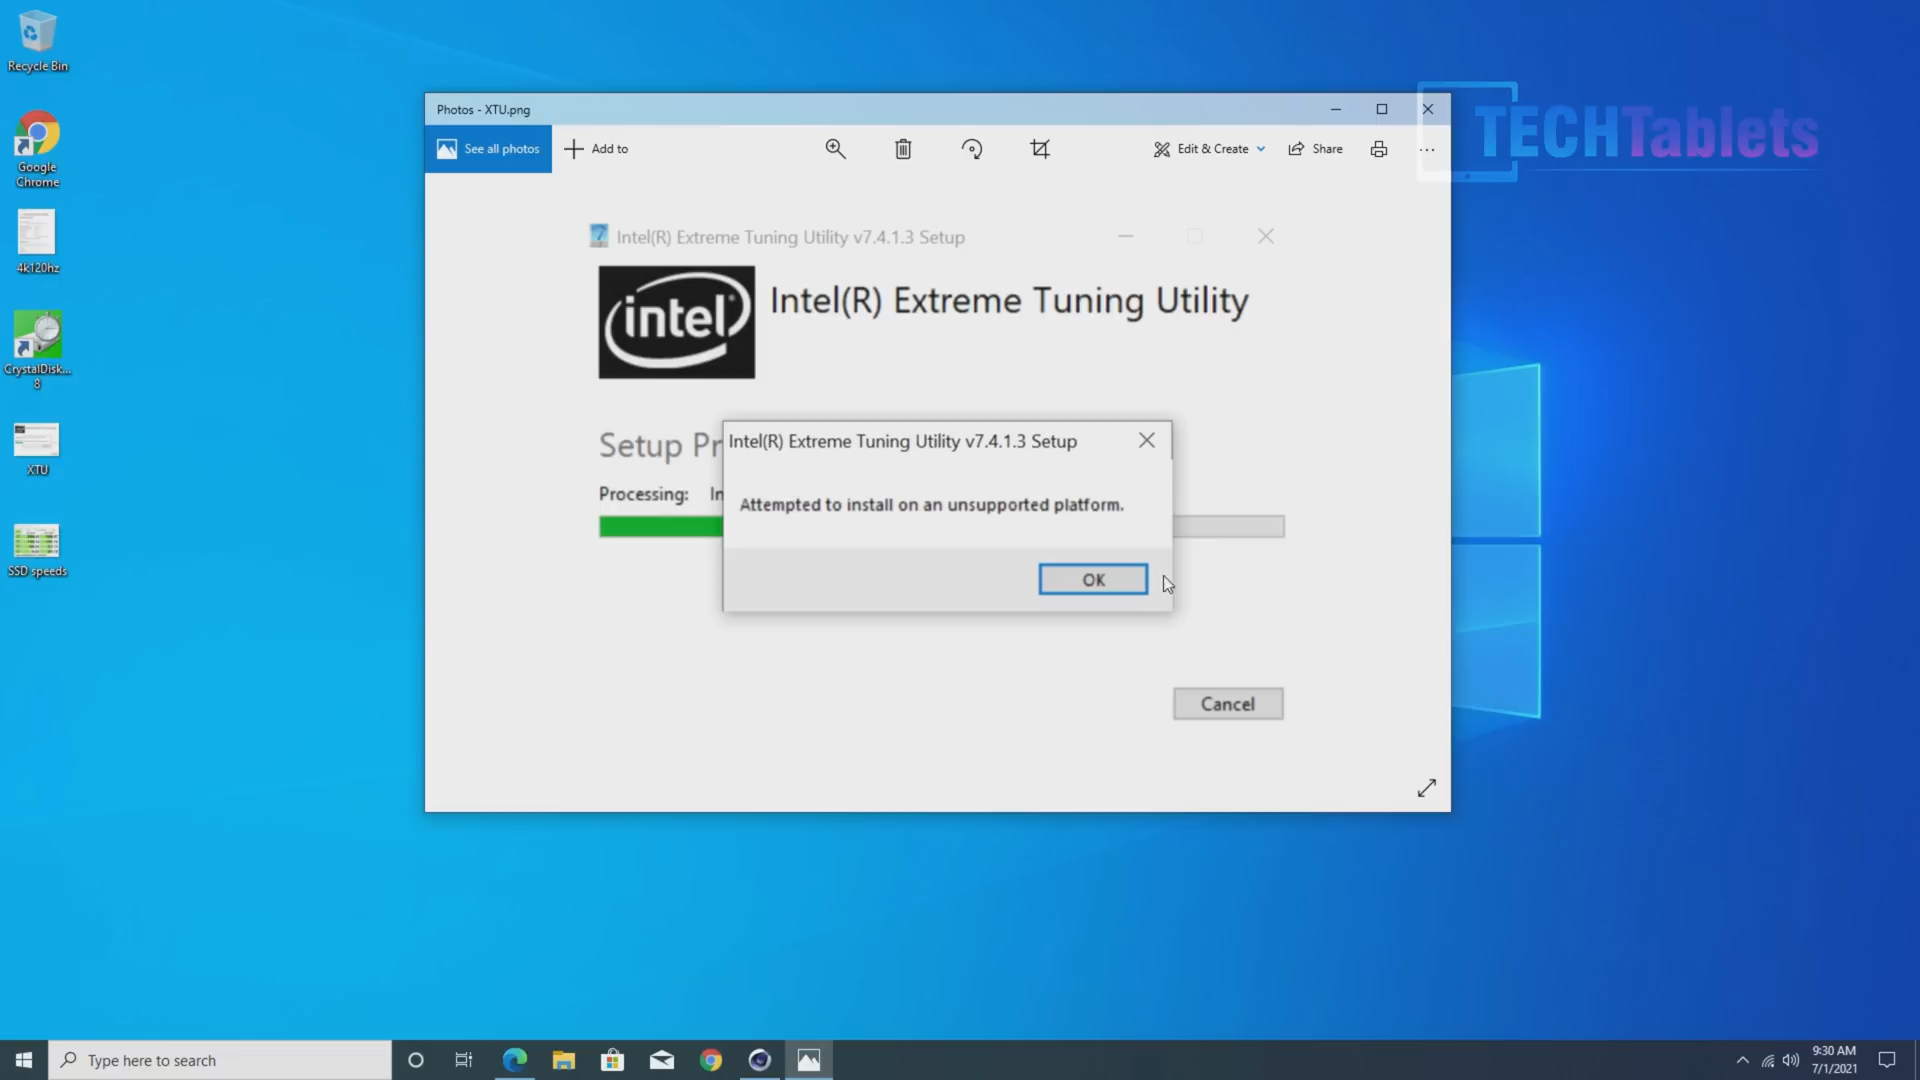 Recycle Bin
Google
Chrome
4k120hz
CrystalDisk...
8
XTU
SSD speeds
Photos - XTU.png
See all photos
Add to
Edit & Create
Share
TECHTablets
Intel(R) Extreme Tuning Utility v7.4.1.3 Setup
intel
Intel(R) Extreme Tuning Utility
Setup Pr
Processing: In
Intel(R) Extreme Tuning Utility v7.4.1.3 Setup
Attempted to install on an unsupported platform.
OK
Cancel
Type here to search
9:30 AM
7/1/2021